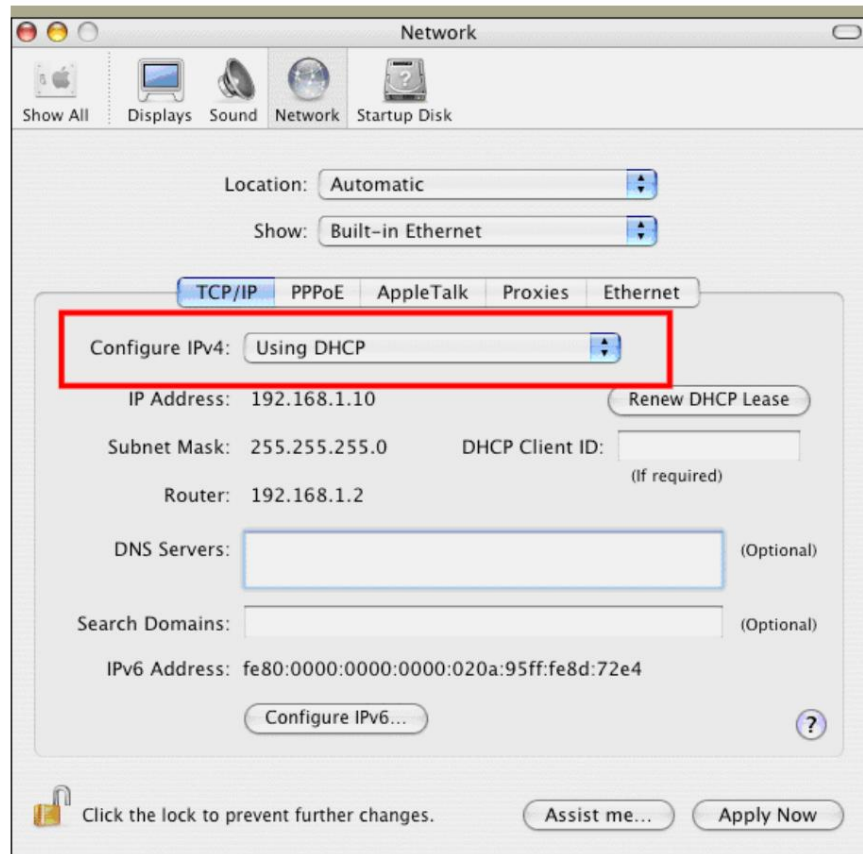 Network
Show All Displays Sound Network Startup Disk
Location: Automatic
Show: Built-in Ethernet
TCP/IP PPPoE AppleTalk Proxies Ethernet
Configure IPv4: Using DHCP
IP Address: 192.168.1.10 Renew DHCP Lease
Subnet Mask: 255.255.255.0 DHCP Client ID:
(If required)
Router: 192.168.1.2
DNS Servers: (Optional)
Search Domains: (Optional)
IPv6 Address: fe80:0000:0000:0000:020a:95ff:fe8d:72e4
Configure IPv6...
?
Click the lock to prevent further changes. Assist me... Apply Now